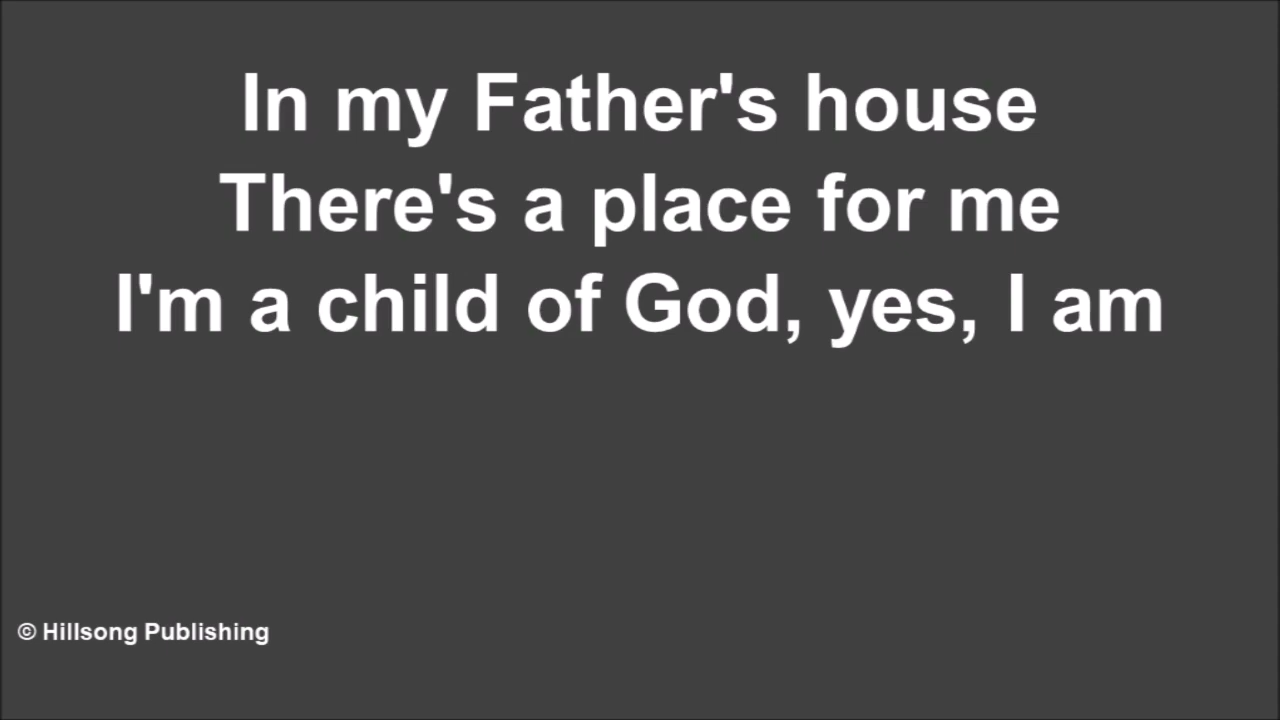 In my Father's house
There's a place for me
I'm a child of God, yes, I am
© Hillsong Publishing